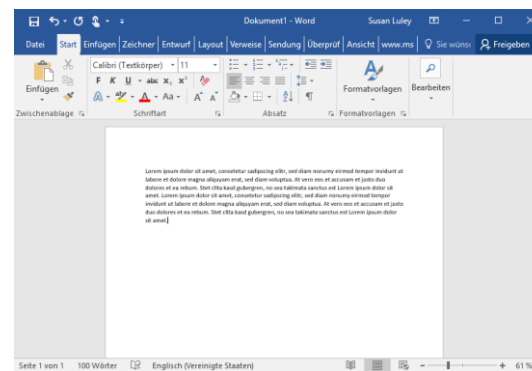 Dokument1 - Word
Susan Luley
Datei
Start
Einfügen
Zeichner
Entwurf
Layout
Verweise
Sendung
Überprüf
Ansicht
www.ms
Sie wünsc
Freigeben
Einfügen
Zwischenablage
Calibri (Textkörper)
11
F K U abc x, x²
A aby A Aa A A
Schriftart
Absatz
Formatvorlagen
Formatvorlagen
Bearbeiten
Lorem ipsum dolor sit amet, consetetur sadipscing elitr, sed diam nonumy eirmod tempor invidunt ut
labore et dolore magna aliquyam erat, sed diam voluptua. At vero eos et accusam et justo duo
dolores et ea rebum. Stet clita kasd gubergren, no sea takimata sanctus est Lorem ipsum dolor sit
amet. Lorem ipsum dolor sit amet, consetetur sadipscing elitr, sed diam nonumy eirmod tempor
invidunt ut labore et dolore magna aliquyam erat, sed diam voluptua. At vero eos et accusam et justo
duo dolores et ea rebum. Stet clita kasd gubergren, no sea takimata sanctus est Lorem ipsum dolor
sit amet.
Seite 1 von 1
100 Wörter
Englisch (Vereinigte Staaten)
61 %